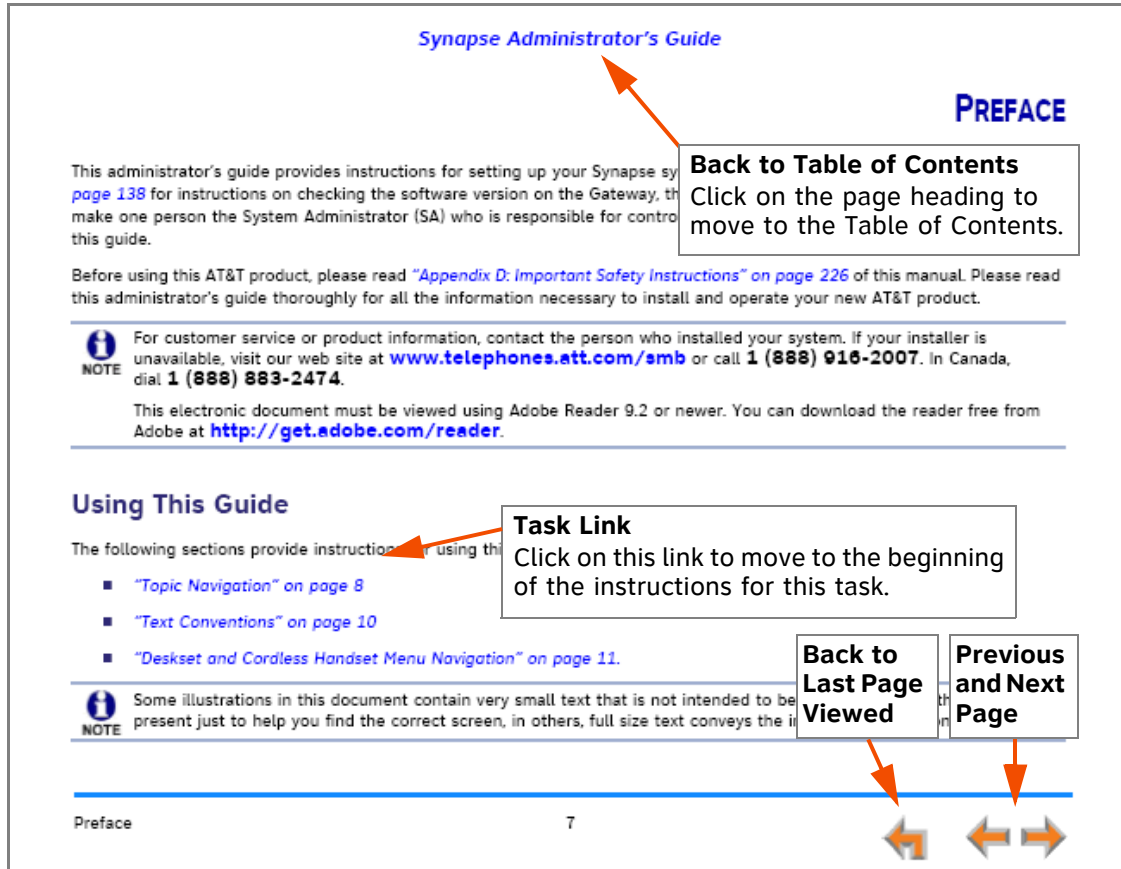 Synapse Administrator's Guide
PREFACE
This administrator's guide provides instructions for setting up your Synapse sy
page 138 for instructions on checking the software version on the Gateway, th
make one person the System Administrator (SA) who is responsible for contro
this guide.
Back to Table of Contents
Click on the page heading to
move to the Table of Contents.
Before using this AT&T product, please read "Appendix D: Important Safety Instructions" on page 226 of this manual. Please read
this administrator's guide thoroughly for all the information necessary to install and operate your new AT&T product.
NOTE
For customer service or product information, contact the person who installed your system. If your installer is
unavailable, visit our web site at www.telephones.att.com/smb or call 1 (888) 916-2007. In Canada,
dial 1 (888) 883-2474.
This electronic document must be viewed using Adobe Reader 9.2 or newer. You can download the reader free from
Adobe at http://get.adobe.com/reader.
Using This Guide
The following sections provide instruction using thi
Task Link
Click on this link to move to the beginning
of the instructions for this task.
"Topic Navigation" on page 8
"Text Conventions" on page 10
"Deskset and Cordless Handset Menu Navigation" on page 11.
NOTE
Some illustrations in this document contain very small text that is not intended to be
present just to help you find the correct screen, in others, full size text conveys the
Back to
Last Page
Viewed
Previous
and Next
Page
Preface
7